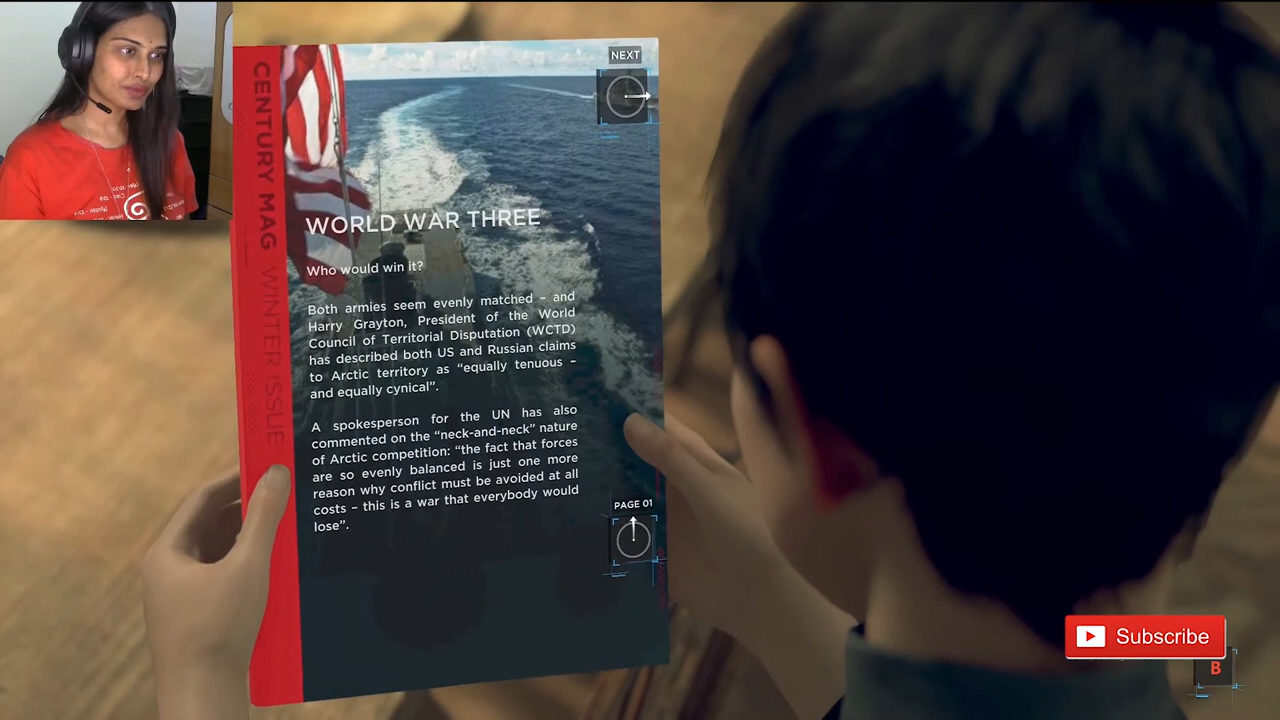 CENTURY MAG WINTER ISSUE
NEXT
WORLD WAR THREE
Who would win it?
Both armies seem evenly matched – and
Harry Grayton, President of the World
Council of Territorial Disputation (WCTD)
has described both US and Russian claims
to Arctic territory as “equally tenuous –
and equally cynical”.
A spokesperson for the UN has also
commented on the “neck-and-neck” nature
of Arctic competition: “the fact that forces
are so evenly balanced is just one more
reason why conflict must be avoided at all
costs – this is a war that everybody would
lose”.
PAGE 01
Subscribe
B